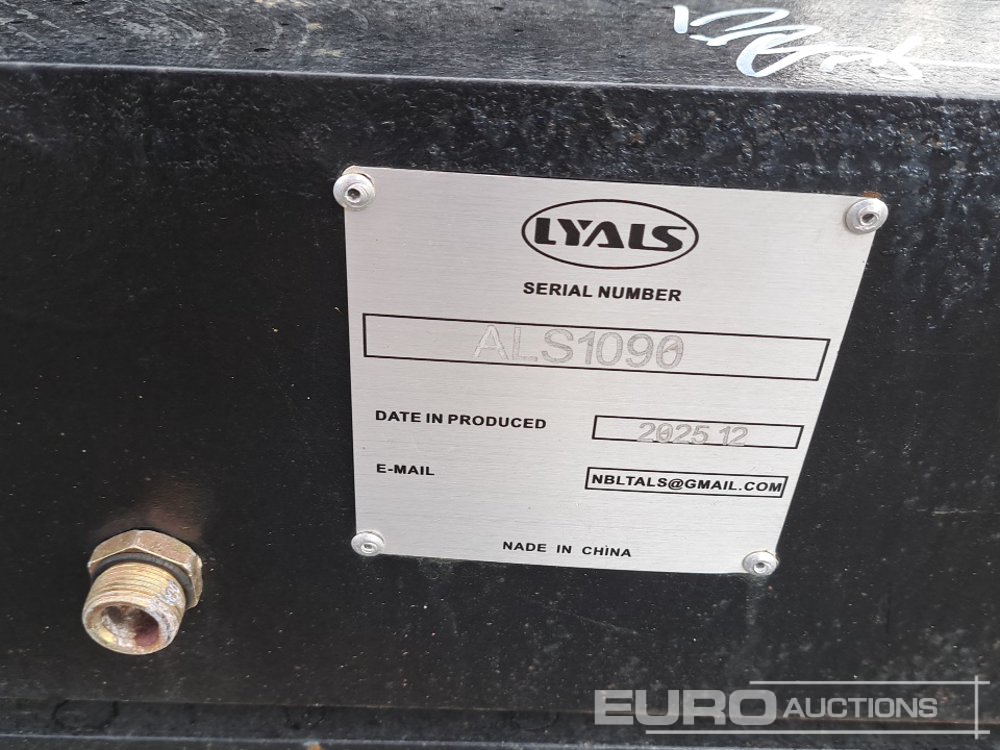 LYALS
SERIAL NUMBER
ALS1090
DATE IN PRODUCED 2025 12
E-MAIL NBLTALS@GMAIL.COM
NADE IN CHINA
EURO AUCTIONS